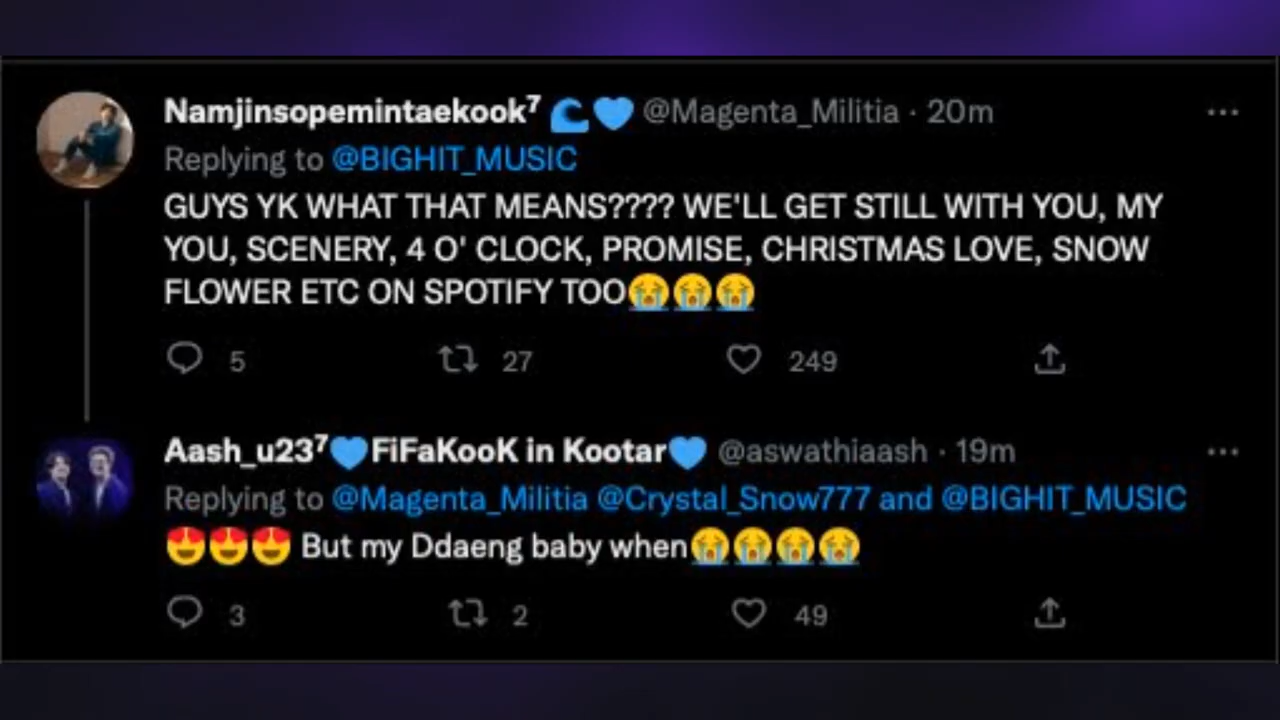 Namjinsopemintaekook⁷ 🌊💙 @Magenta_Militia · 20m
Replying to @BIGHIT_MUSIC
GUYS YK WHAT THAT MEANS???? WE'LL GET STILL WITH YOU, MY
YOU, SCENERY, 4 O' CLOCK, PROMISE, CHRISTMAS LOVE, SNOW
FLOWER ETC ON SPOTIFY TOO😭😭😭
5 27 249
Aash_u23⁷💙FiFaKooK in Kootar💙 @aswathiaash · 19m
Replying to @Magenta_Militia @Crystal_Snow777 and @BIGHIT_MUSIC
😍😍😍 But my Ddaeng baby when😭😭😭😭
3 2 49